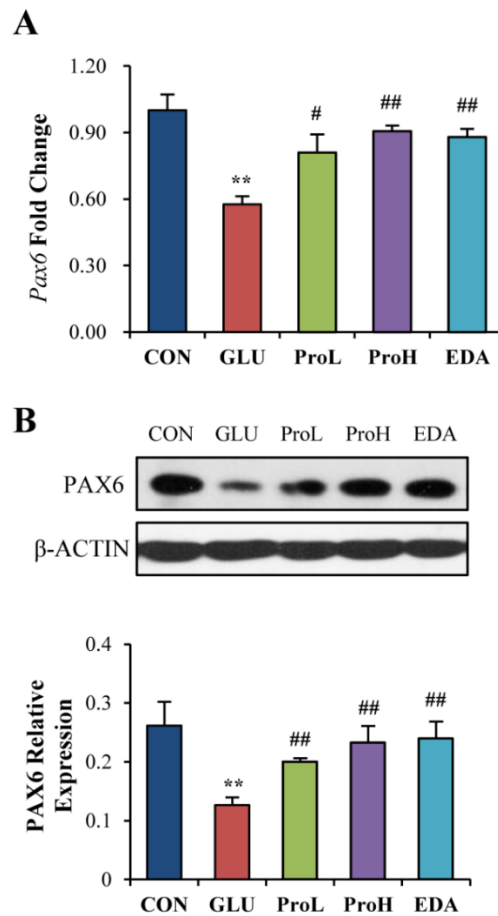 A
Pax6 Fold Change
1.20
0.90
0.60
0.30
0.00
**
#
##
##
CON GLU ProL ProH EDA
B
CON GLU ProL ProH EDA
PAX6
β-ACTIN
PAX6 Relative
Expression
0.4
0.3
0.2
0.1
0
**
##
##
##
CON GLU ProL ProH EDA